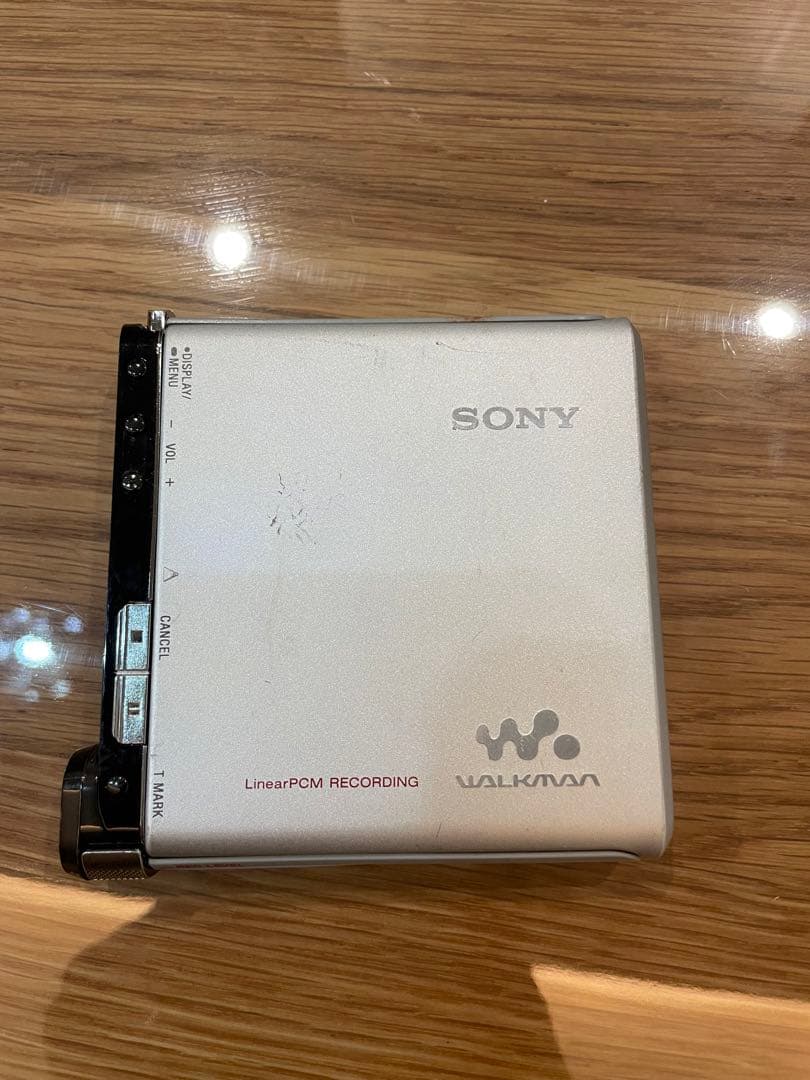 •DISPLAY/
MENU
- VOL +
CANCEL
T MARK
SONY
WALKMAN
LinearPCM RECORDING